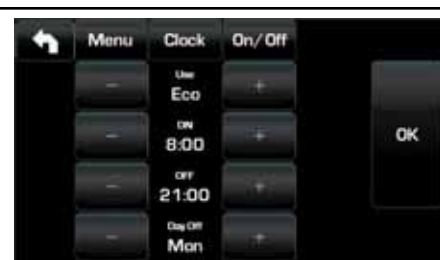 Menu Clock On/Off
Use
- Eco +
ON
- 8:00 +
OK
OFF
- 21:00 +
Day Off
- Mon +